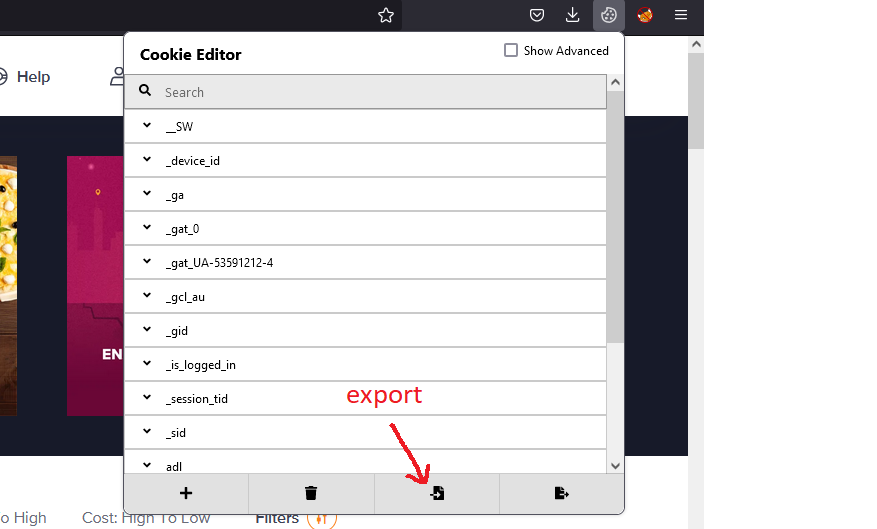 Cookie Editor
Show Advanced
Help
Search
__SW
_device_id
_ga
_gat_0
_gat_UA-53591212-4
_gcl_au
_gid
EN
_is_logged_in
export
_session_tid
_sid
adl
o High
Cost: High To Low
Filters